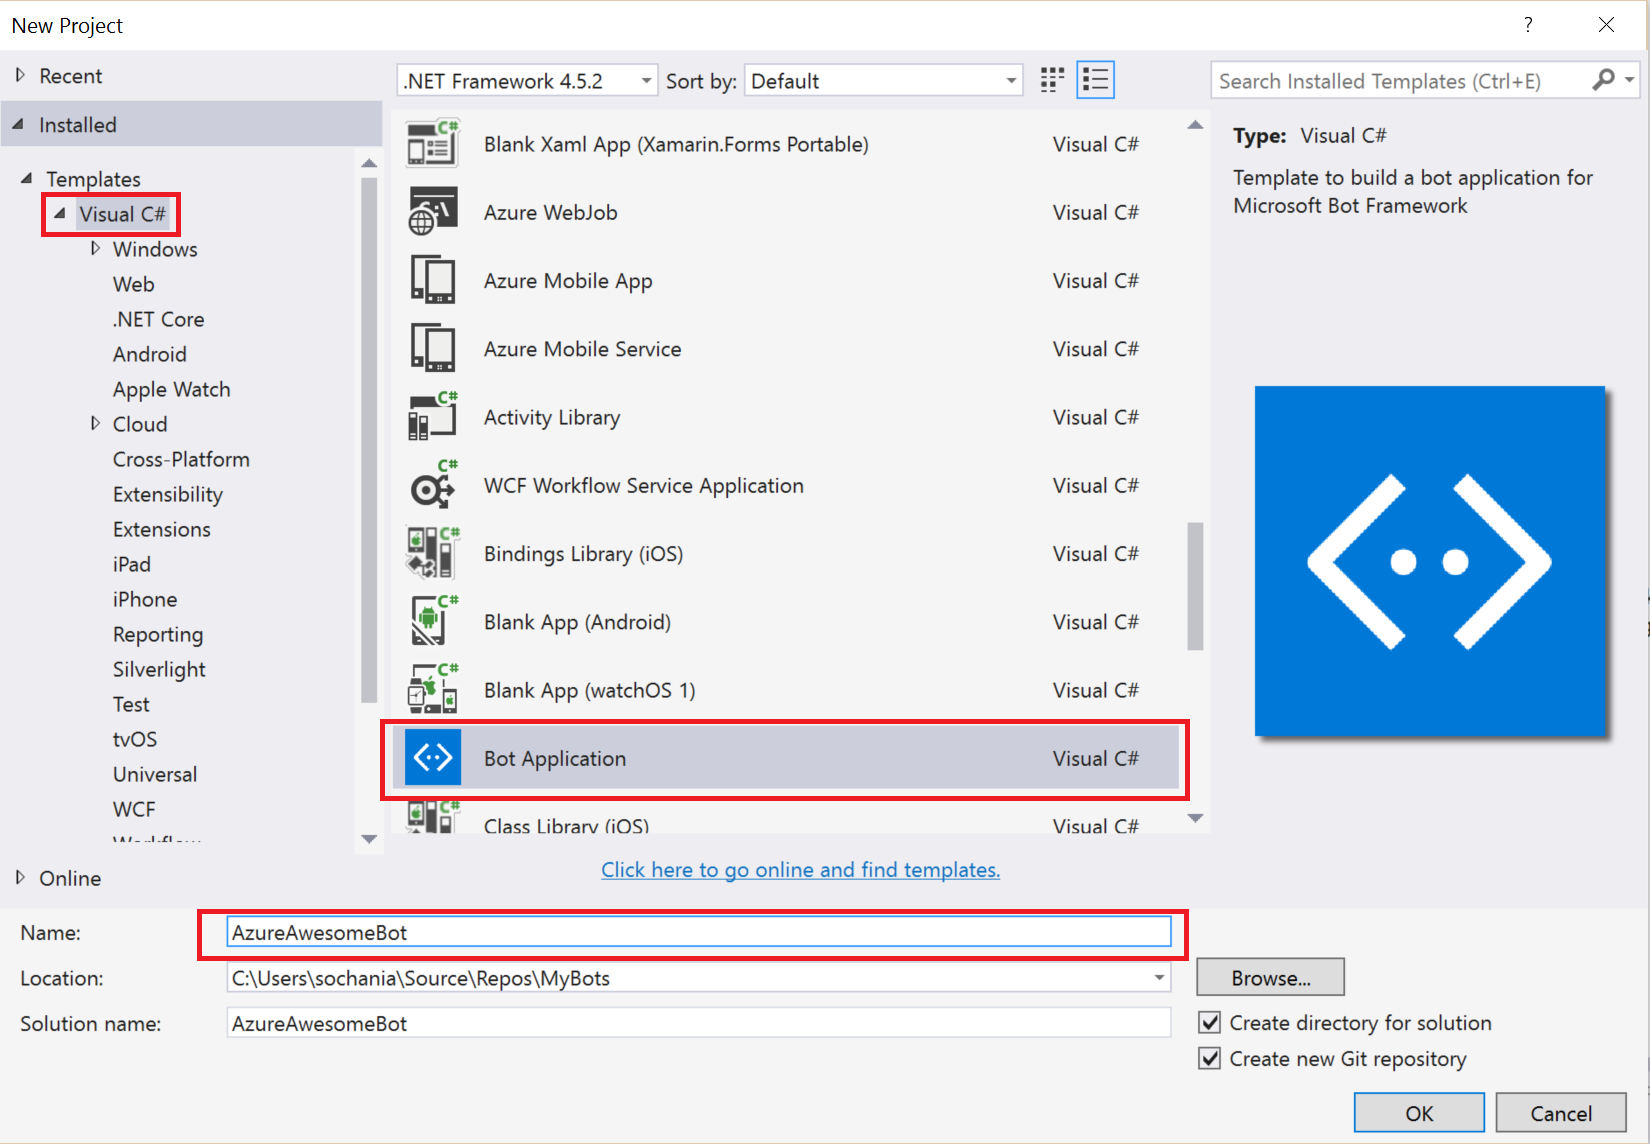 New Project
?
Recent
.NET Framework 4.5.2
Sort by:
Default
Search Installed Templates (Ctrl+E)
Installed
Templates
Visual C#
Windows
Web
.NET Core
Android
Apple Watch
Cloud
Cross-Platform
Extensibility
Extensions
iPad
iPhone
Reporting
Silverlight
Test
tvOS
Universal
WCF
Workflow
Online
Blank Xaml App (Xamarin.Forms Portable) Visual C#
Azure WebJob Visual C#
Azure Mobile App Visual C#
Azure Mobile Service Visual C#
Activity Library Visual C#
WCF Workflow Service Application Visual C#
Bindings Library (iOS) Visual C#
Blank App (Android) Visual C#
Blank App (watchOS 1) Visual C#
Bot Application Visual C#
Class Library (iOS) Visual C#
Click here to go online and find templates.
Type: Visual C#
Template to build a bot application for
Microsoft Bot Framework
Name: AzureAwesomeBot
Location: C:\Users\sochania\Source\Repos\MyBots
Browse...
Solution name: AzureAwesomeBot
Create directory for solution
Create new Git repository
OK
Cancel